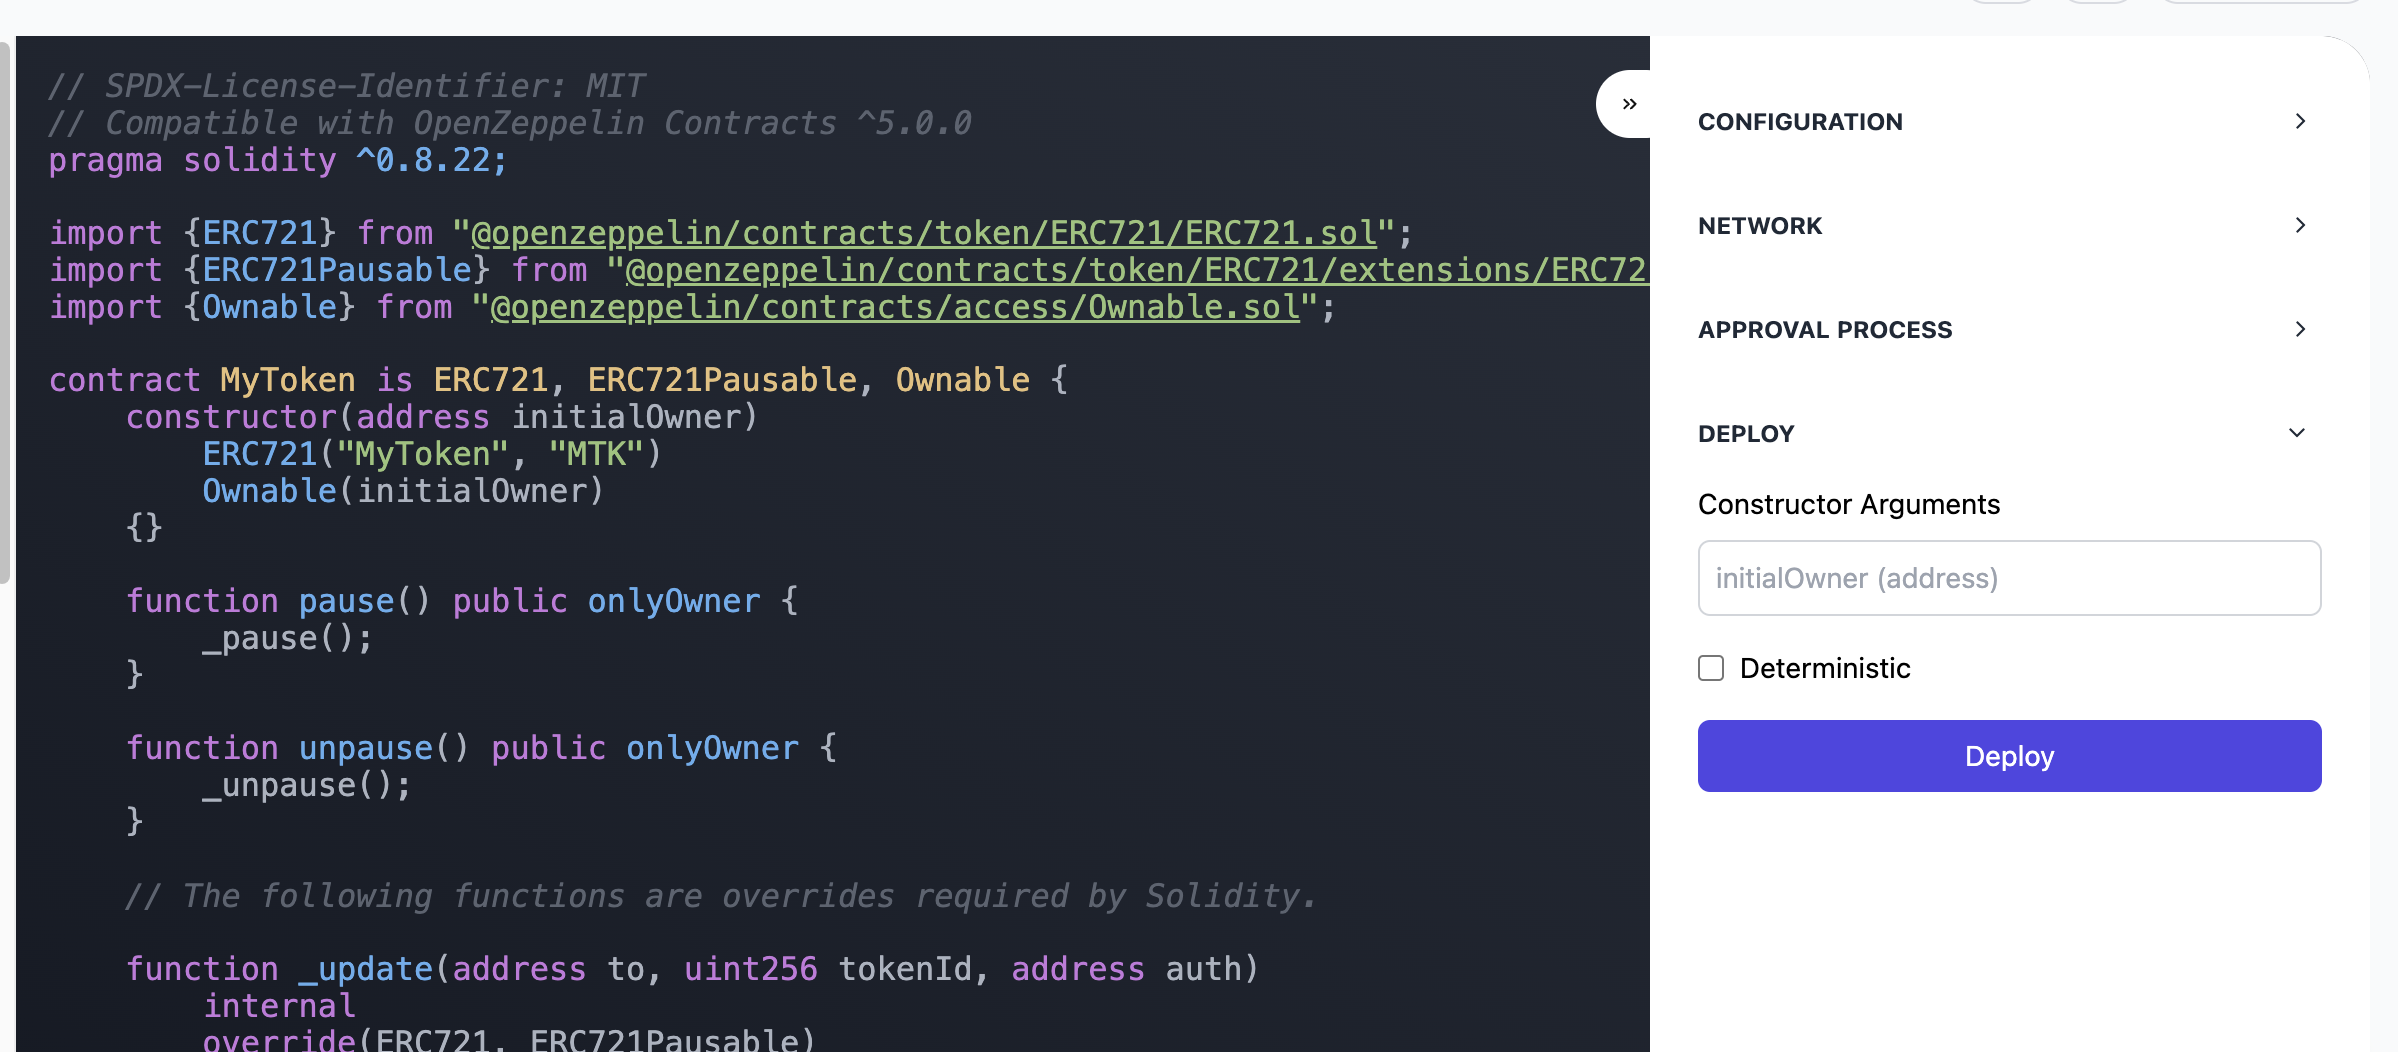 // SPDX-License-Identifier: MIT
// Compatible with OpenZeppelin Contracts ^5.0.0
pragma solidity ^0.8.22;
import {ERC721} from "@openzeppelin/contracts/token/ERC721/ERC721.sol";
import {ERC721Pausable} from "@openzeppelin/contracts/token/ERC721/extensions/ERC72
import {Ownable} from "@openzeppelin/contracts/access/Ownable.sol";
contract MyToken is ERC721, ERC721Pausable, Ownable {
constructor(address initialOwner)
ERC721("MyToken", "MTK")
Ownable(initialOwner)
{}
function pause() public onlyOwner {
_pause();
}
function unpause() public onlyOwner {
_unpause();
}
// The following functions are overrides required by Solidity.
function _update(address to, uint256 tokenId, address auth)
internal
override(ERC721, ERC721Pausable)
»
CONFIGURATION
NETWORK
APPROVAL PROCESS
DEPLOY
Constructor Arguments
initialOwner (address)
Deterministic
Deploy